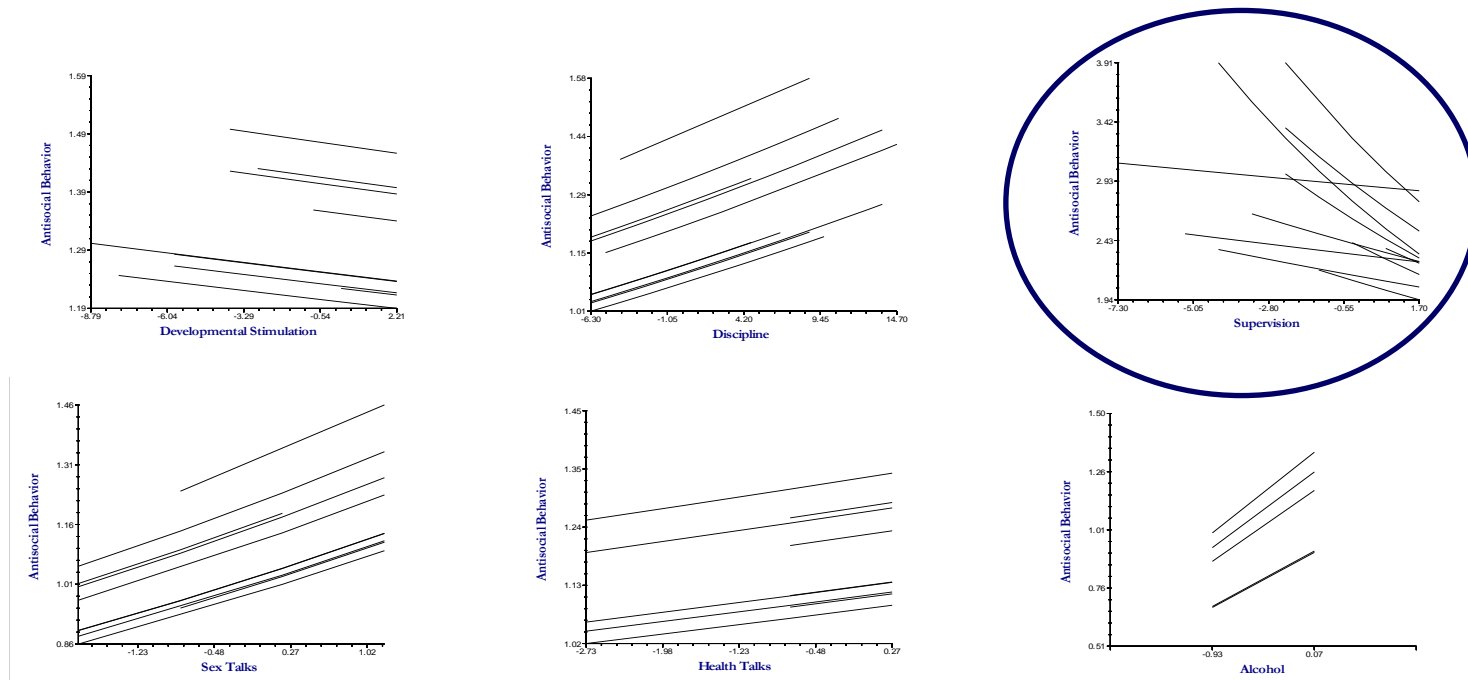 Antisocial Behavior
1.59
1.49
1.39
1.29
1.19
-8.79 -6.04 -3.29 -0.54 2.21
Developmental Stimulation
Antisocial Behavior
1.58
1.44
1.29
1.15
1.01
-6.30 -1.05 4.20 9.45 14.70
Discipline
Antisocial Behavior
3.91
3.42
2.93
2.43
1.94
-7.30 -5.05 -2.80 -0.55 1.70
Supervision
Antisocial Behavior
1.46
1.31
1.16
1.01
0.86
-1.23 -0.48 0.27 1.02
Sex Talks
Antisocial Behavior
1.45
1.35
1.24
1.13
1.02
-2.73 -1.98 -1.23 -0.48 0.27
Health Talks
Antisocial Behavior
1.50
1.26
1.01
0.76
0.51
-0.93 0.07
Alcohol